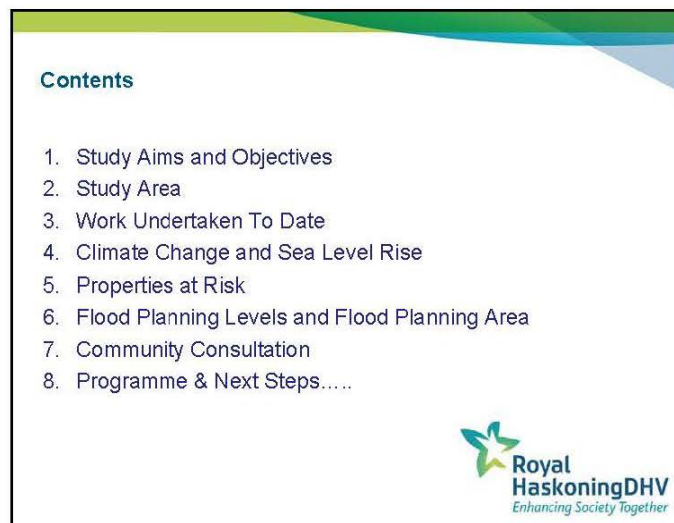 Contents
1. Study Aims and Objectives
2. Study Area
3. Work Undertaken To Date
4. Climate Change and Sea Level Rise
5. Properties at Risk
6. Flood Planning Levels and Flood Planning Area
7. Community Consultation
8. Programme & Next Steps.....
Royal
HaskoningDHV
Enhancing Society Together